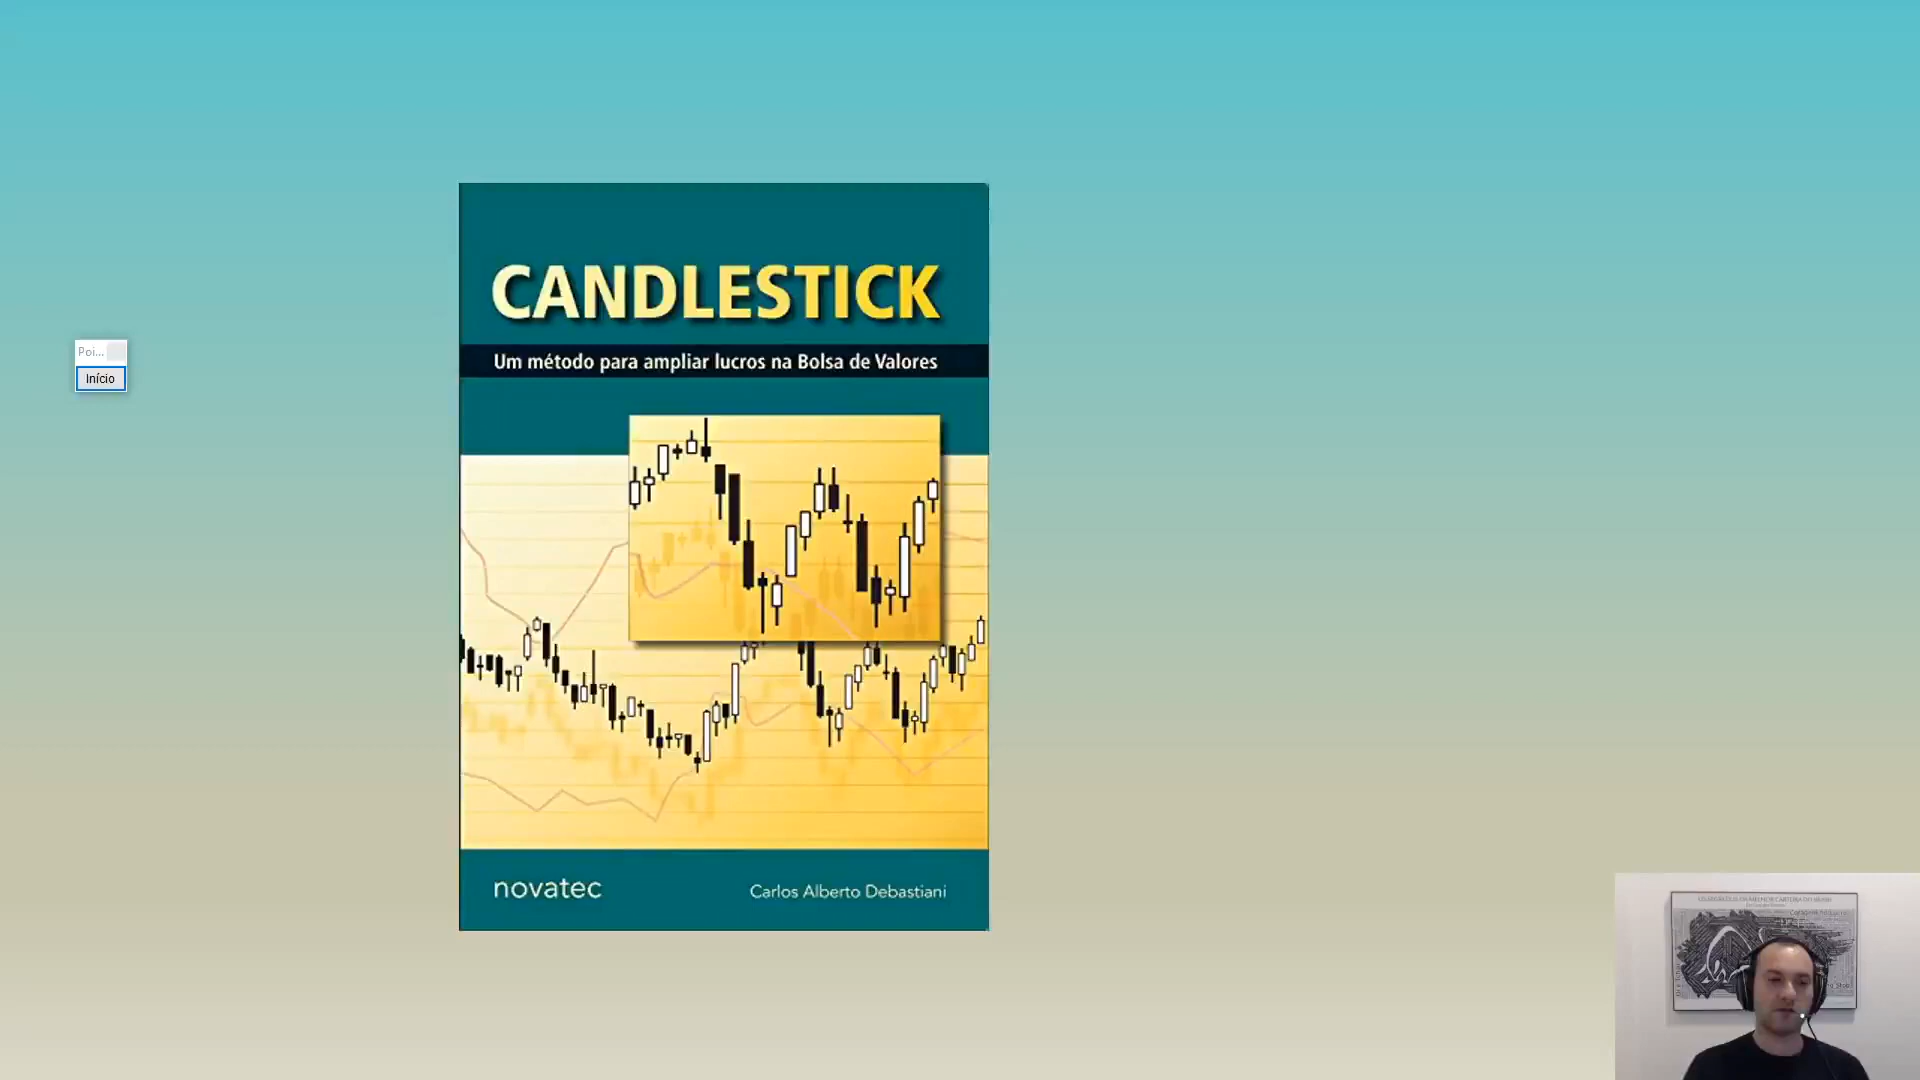 CANDLESTICK
Um método para ampliar lucros na Bolsa de Valores
Poi...
Início
novatec
Carlos Alberto Debastiani